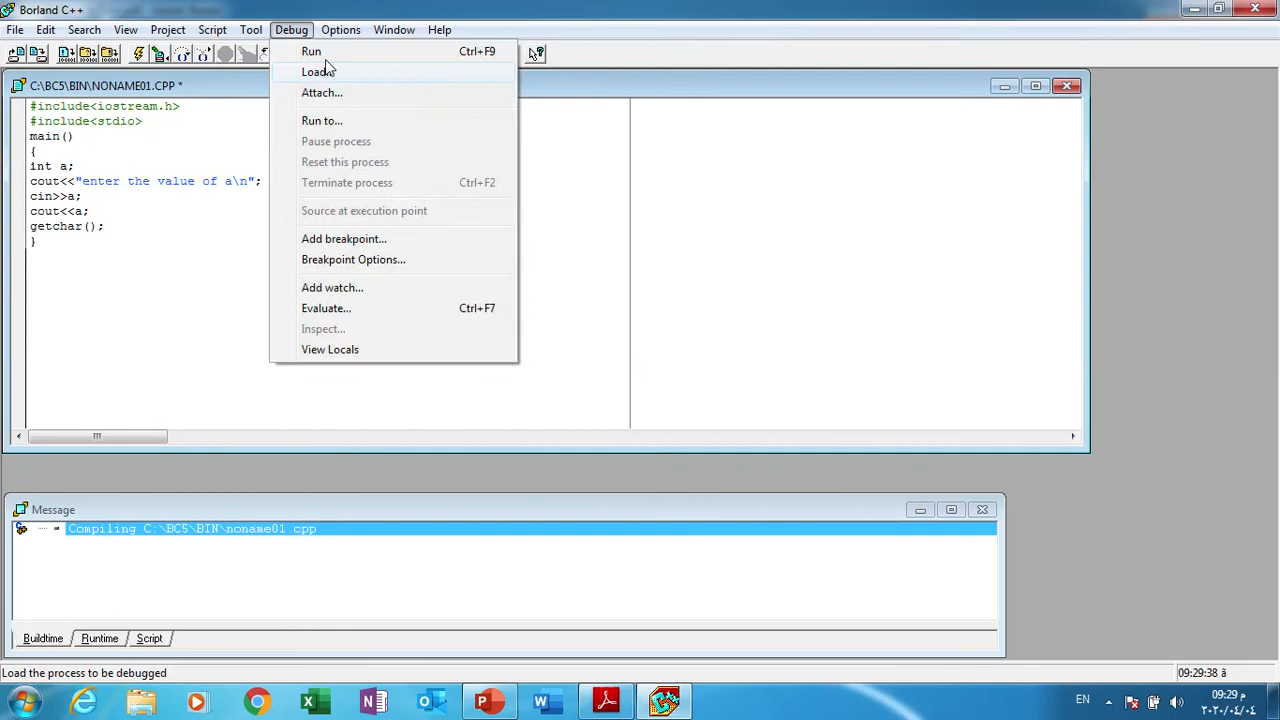 Borland C++
File Edit Search View Project Script Tool Debug Options Window Help
Run Ctrl+F9
Load
Attach...
Run to...
Pause process
Reset this process
Terminate process Ctrl+F2
Source at execution point
Add breakpoint...
Breakpoint Options...
Add watch...
Evaluate... Ctrl+F7
Inspect...
View Locals
C:\BC5\BIN\NONAME01.CPP *
#include<iostream.h>
#include<stdio>
main()
{
int a;
cout<<"enter the value of a\n";
cin>>a;
cout<<a;
getchar();
}
Message
Compiling C:\BC5\BIN\noname01.cpp
Buildtime Runtime Script
Load the process to be debugged
09:29:38 ã
EN
09:29 م
٢٠٢٠/٠٤/٠٤